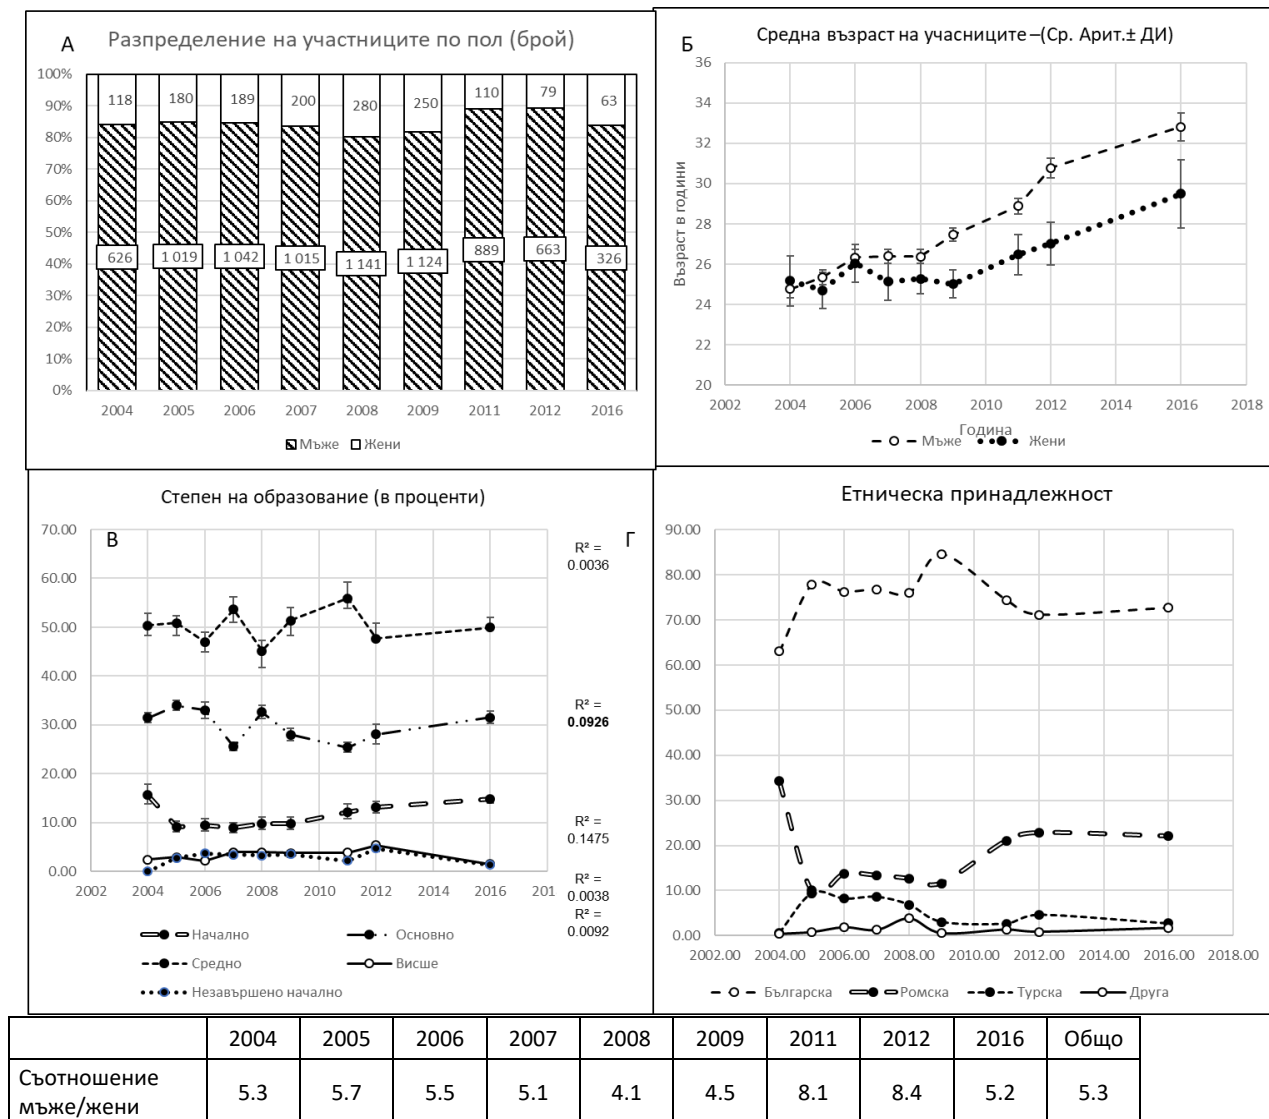 А
Разпределение на участниците по пол (брой)
100%
90%
80%
70%
60%
50%
40%
30%
20%
10%
0%
118 180 189 200 280 250 110 79 63
626 1 019 1 042 1 015 1 141 1 124 889 663 326
2004 2005 2006 2007 2008 2009 2011 2012 2016
Мъже Жени
Б
Средна възраст на учасниците –(Ср. Арит.± ДИ)
Възраст в години
36
34
32
30
28
26
24
22
20
2002 2004 2006 2008 2010 2012 2014 2016 2018
Година
Мъже Жени
Степен на образование (в проценти)
В
70.00
60.00
50.00
40.00
30.00
20.00
10.00
0.00
2002 2004 2006 2008 2010 2012 2014 2016 201
R² =
0.0036
R² =
0.0926
R² =
0.1475
R² =
0.0038
R² =
0.0092
Начално Основно
Средно Висше
Незавършено начално
Етническа принадлежност
Г
90.00
80.00
70.00
60.00
50.00
40.00
30.00
20.00
10.00
0.00
2002.00 2004.00 2006.00 2008.00 2010.00 2012.00 2014.00 2016.00 2018.00
Българска Ромска Турска Друга
2004 2005 2006 2007 2008 2009 2011 2012 2016 Общо
Съотношение
мъже/жени 5.3 5.7 5.5 5.1 4.1 4.5 8.1 8.4 5.2 5.3